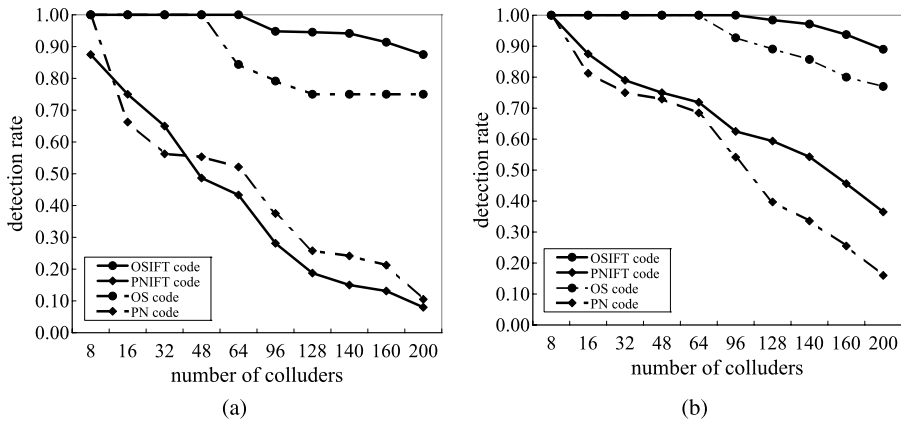 1.00
0.90
0.80
0.70
0.60
0.50
0.40
0.30
0.20
0.10
0.00
detection rate
OSIFT code
PNIFT code
OS code
PN code
8 16 32 48 64 96 128 140 160 200
number of colluders
(a)
1.00
0.90
0.80
0.70
0.60
0.50
0.40
0.30
0.20
0.10
0.00
detection rate
OSIFT code
PNIFT code
OS code
PN code
8 16 32 48 64 96 128 140 160 200
number of colluders
(b)